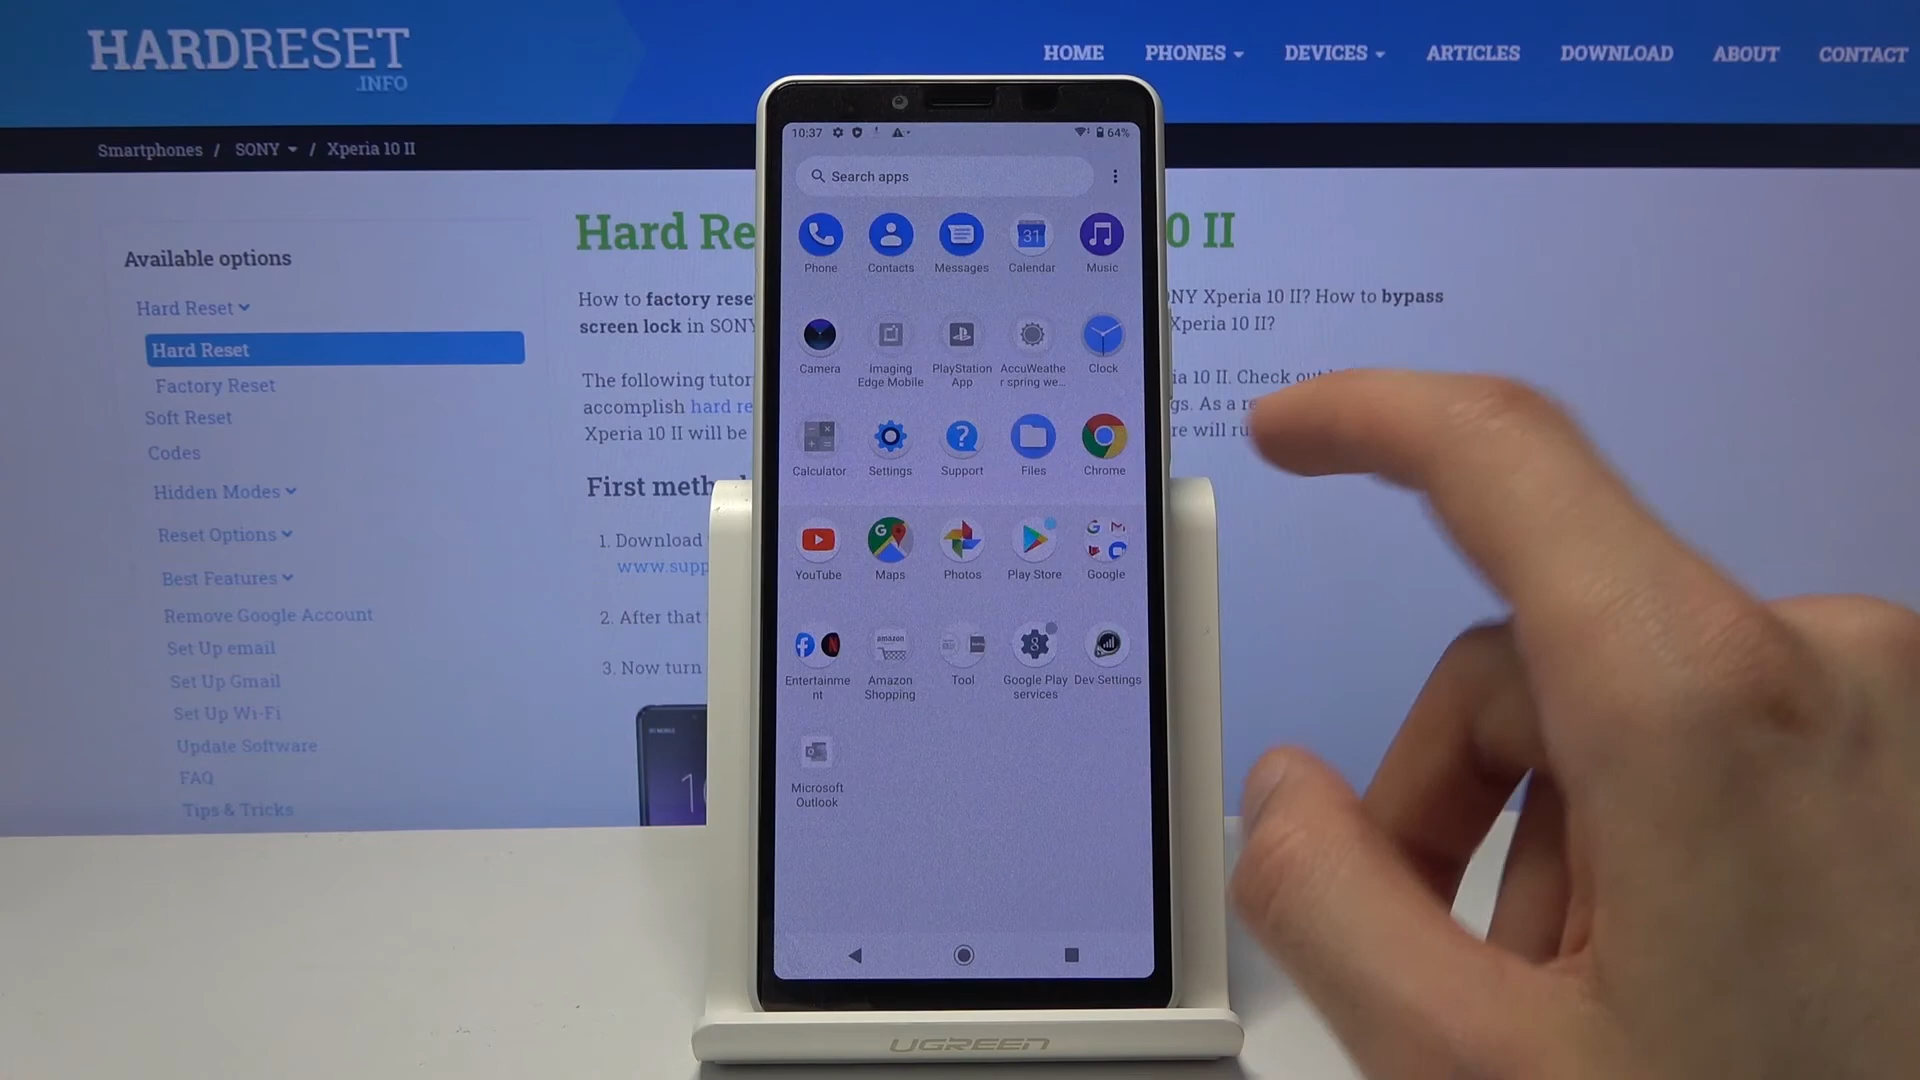 HARDRESET
.INFO
HOME PHONES DEVICES ARTICLES DOWNLOAD ABOUT CONTACT
Smartphones / SONY / Xperia 10 II
Available options
Hard Reset
Hard Reset
Factory Reset
Soft Reset
Codes
Hidden Modes
Reset Options
Best Features
Remove Google Account
Set Up email
Set Up Gmail
Set Up Wi-Fi
Update Software
FAQ
Tips & Tricks
Hard Re
0 II
How to factory rese
NY Xperia 10 II? How to bypass
screen lock in SONY
Xperia 10 II?
The following tutor
ia 10 II. Check out
accomplish hard re
gs. As a re
Xperia 10 II will be
re will ru
First meth
1. Download
www.supp
2. After that
3. Now turn
10:37 64%
Search apps
Phone Contacts Messages Calendar Music
31
Camera Imaging Edge Mobile PlayStation App AccuWeathe r spring we... Clock
Calculator Settings Support Files Chrome
YouTube Maps Photos Play Store Google
amazon
Entertainme nt Amazon Shopping Tool Google Play services Dev Settings
Microsoft
Outlook
UGREEN